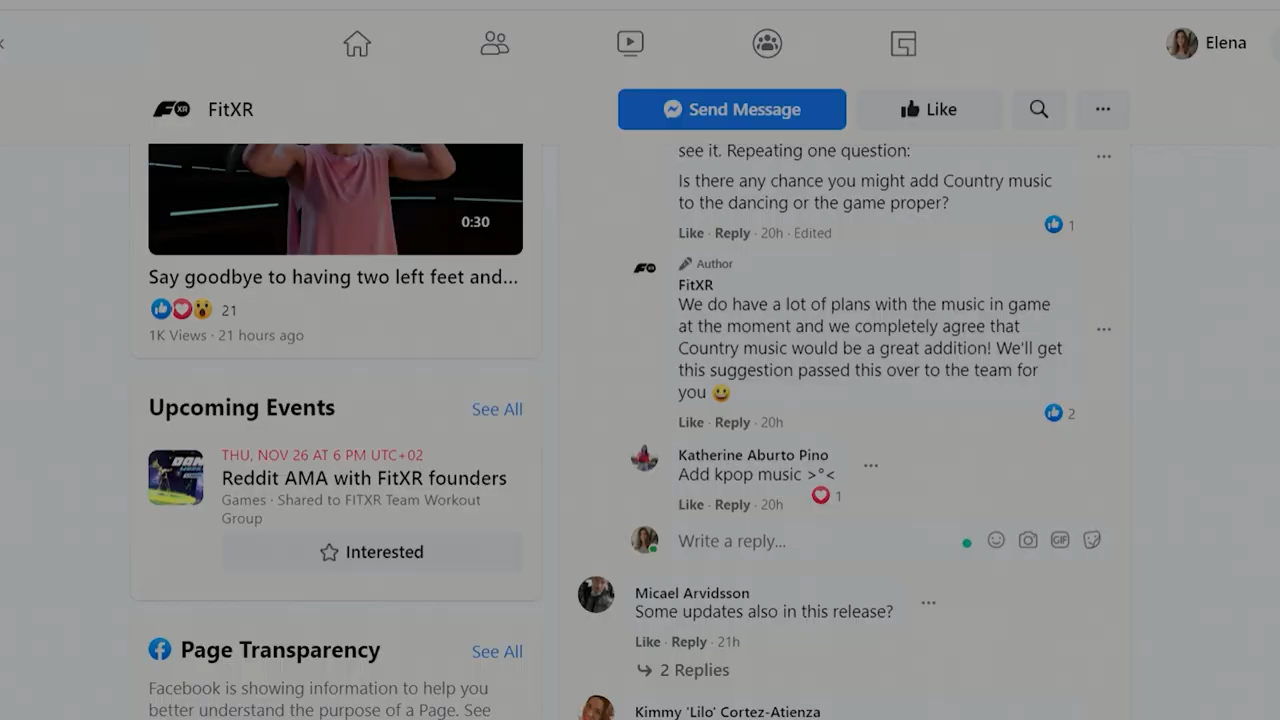 Elena
FitXR
Send Message
Like
0:30
Say goodbye to having two left feet and...
21
1K Views · 21 hours ago
Upcoming Events
See All
THU, NOV 26 AT 6 PM UTC+02
Reddit AMA with FitXR founders
Games · Shared to FITXR Team Workout
Group
Interested
Page Transparency
See All
Facebook is showing information to help you
better understand the purpose of a Page. See
see it. Repeating one question:
Is there any chance you might add Country music
to the dancing or the game proper?
1
Like · Reply · 20h · Edited
Author
FitXR
We do have a lot of plans with the music in game
at the moment and we completely agree that
Country music would be a great addition! We'll get
this suggestion passed this over to the team for
you 😀
2
Like · Reply · 20h
Katherine Aburto Pino
Add kpop music >°<
1
Like · Reply · 20h
Write a reply...
GIF
Micael Arvidsson
Some updates also in this release?
Like · Reply · 21h
2 Replies
Kimmy 'Lilo' Cortez-Atienza